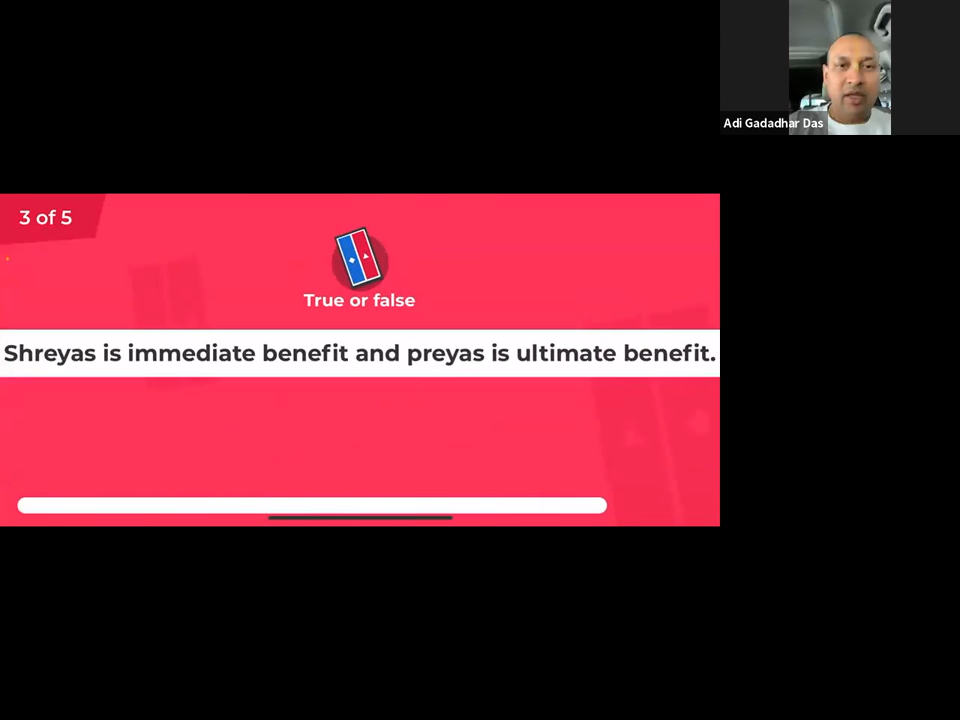 Adi Gadadhar Das
3 of 5
True or false
Shreyas is immediate benefit and preyas is ultimate benefit.